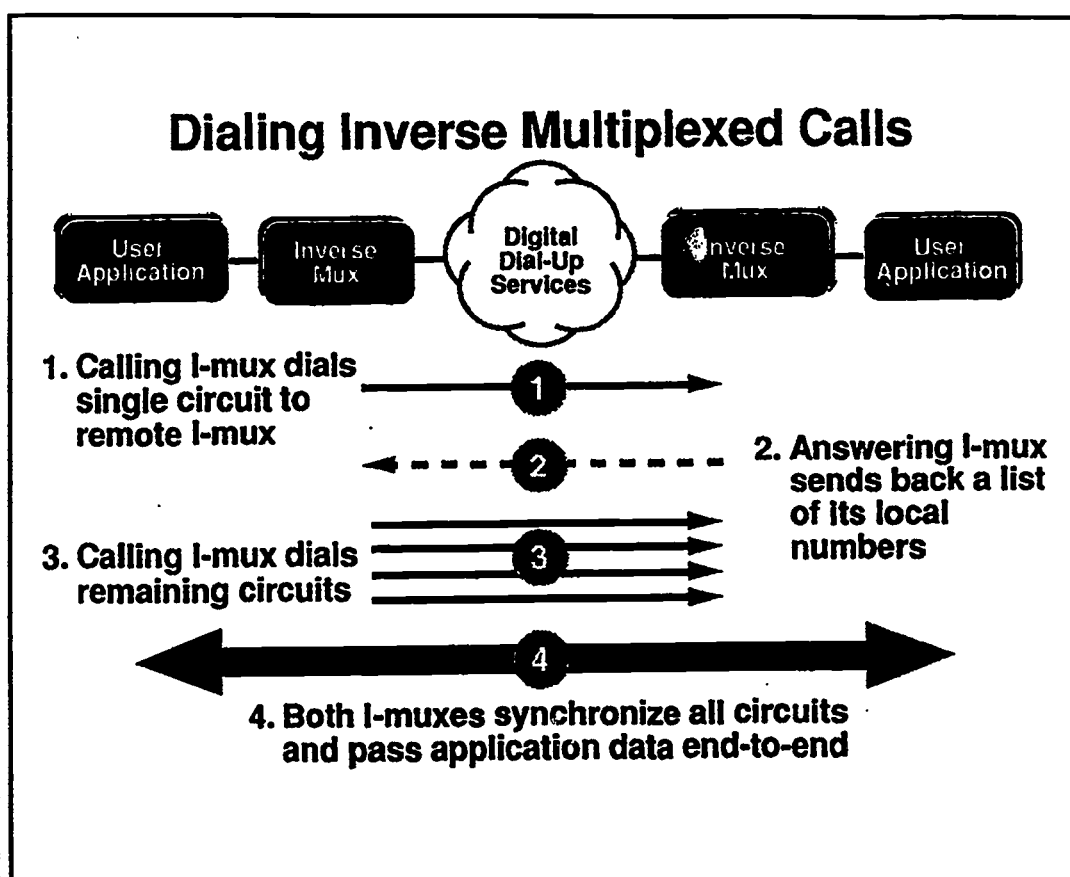 Dialing Inverse Multiplexed Calls
User
Application
Inverse
Mux
Digital
Dial-Up
Services
Inverse
Mux
User
Application
1. Calling I-mux dials
single circuit to
remote I-mux
1
2
2. Answering I-mux
sends back a list
of its local
numbers
3. Calling I-mux dials
remaining circuits
3
4
4. Both I-muxes synchronize all circuits
and pass application data end-to-end